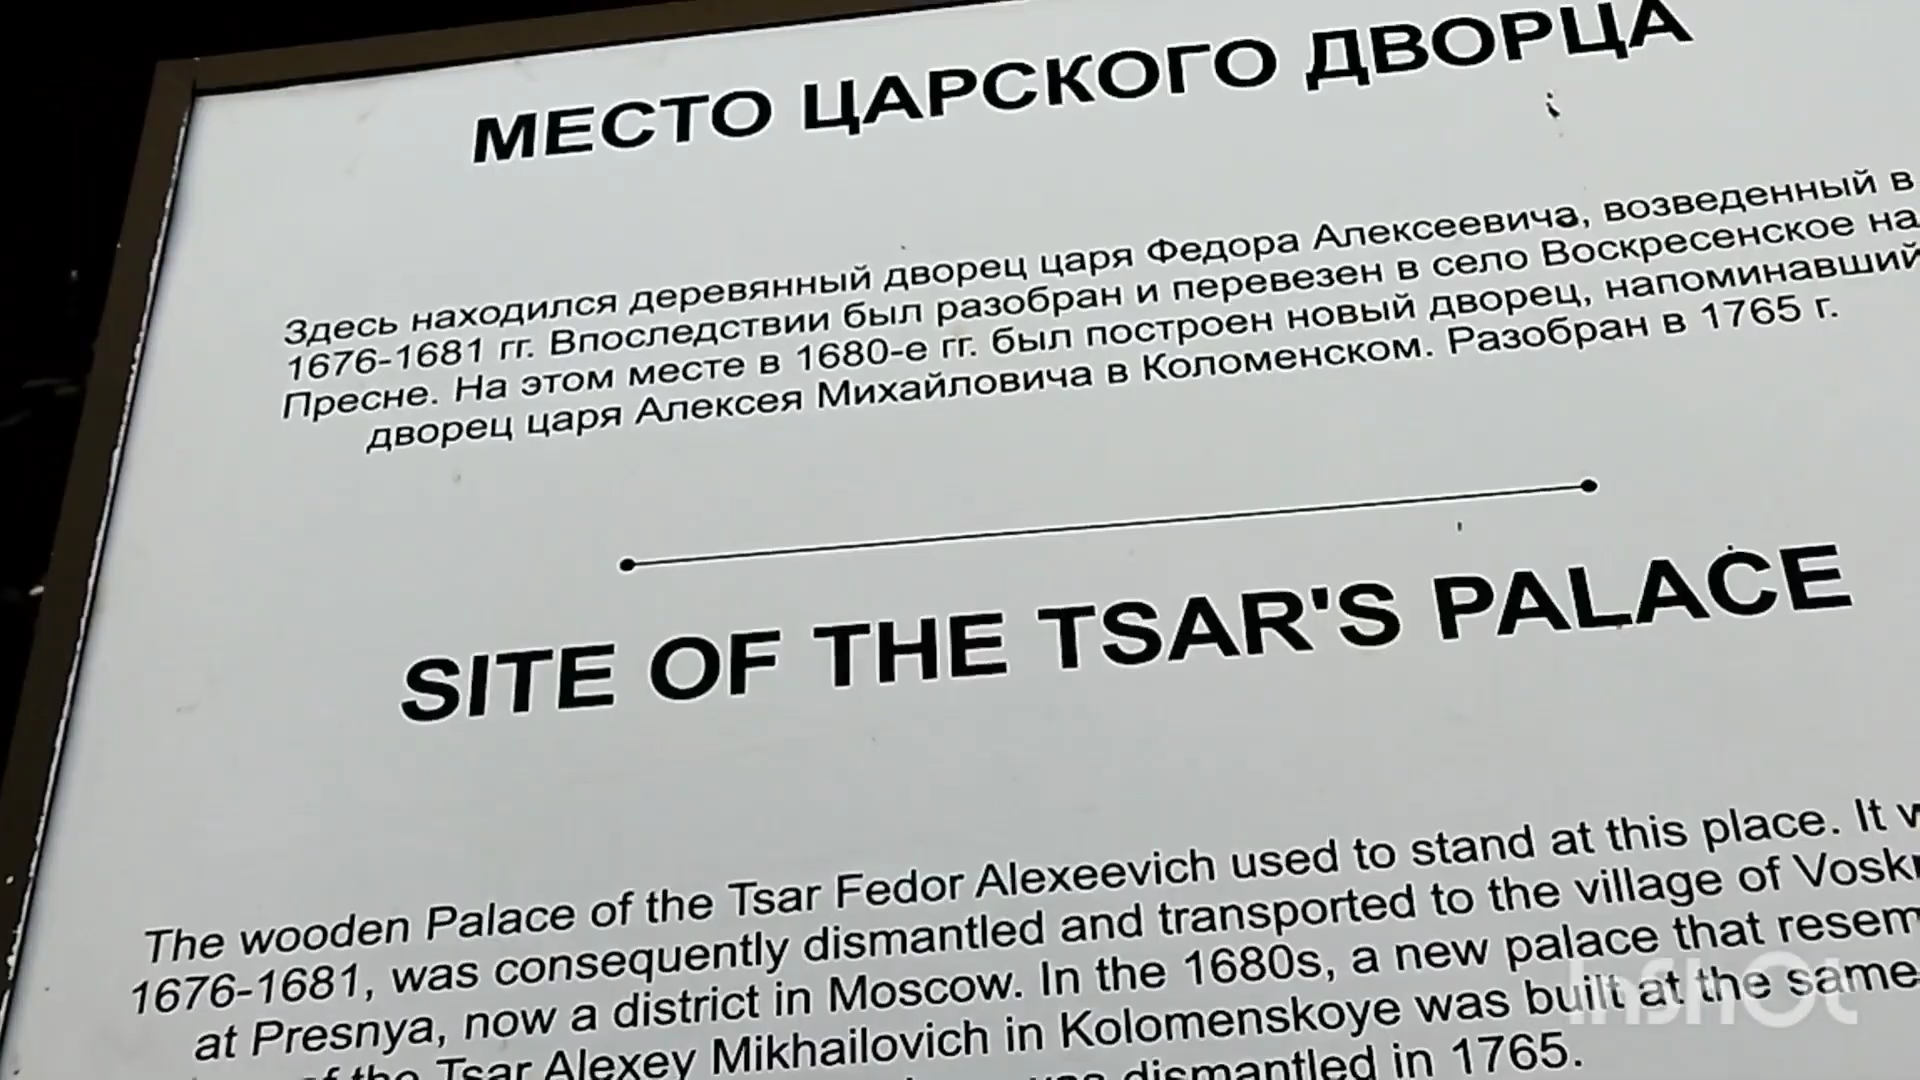 МЕСТО ЦАРСКОГО ДВОРЦА
Здесь находился деревянный дворец царя Федора Алексеевича, возведенный в
1676-1681 гг. Впоследствии был разобран и перевезен в село Воскресенское на
Пресне. На этом месте в 1680-е гг. был построен новый дворец, напоминавший
дворец царя Алексея Михайловича в Коломенском. Разобран в 1765 г.
SITE OF THE TSAR'S PALACE
The wooden Palace of the Tsar Fedor Alexeevich used to stand at this place. It
1676-1681, was consequently dismantled and transported to the village of
at Presnya, now a district in Moscow. In the 1680s, a new palace that
of the Tsar Alexey Mikhailovich in Kolomenskoye was built at the same
was dismantled in 1765.
InShOt